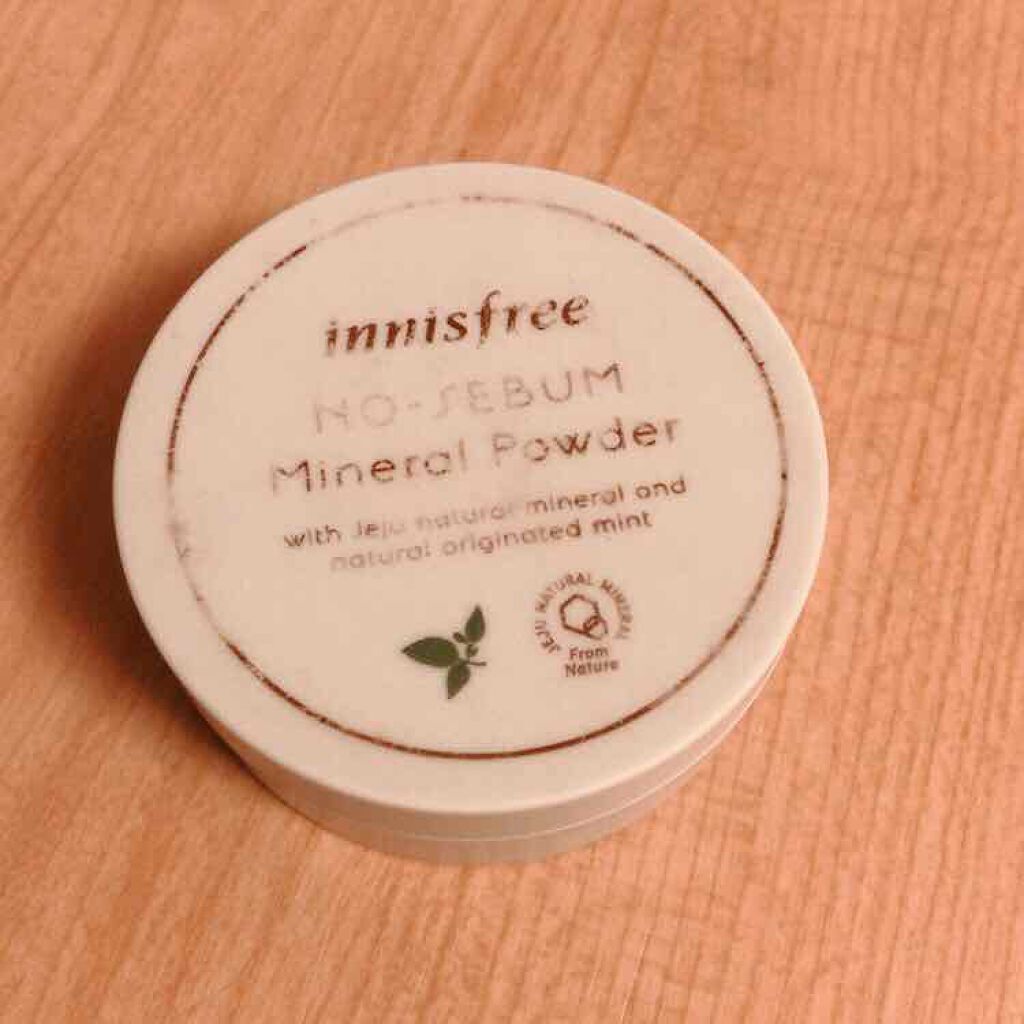 innisfree
NO-SEBUM
Mineral Powder
with Jeju natural mineral and
natural originated mint
JEJU NATURAL MINERAL
From
Nature